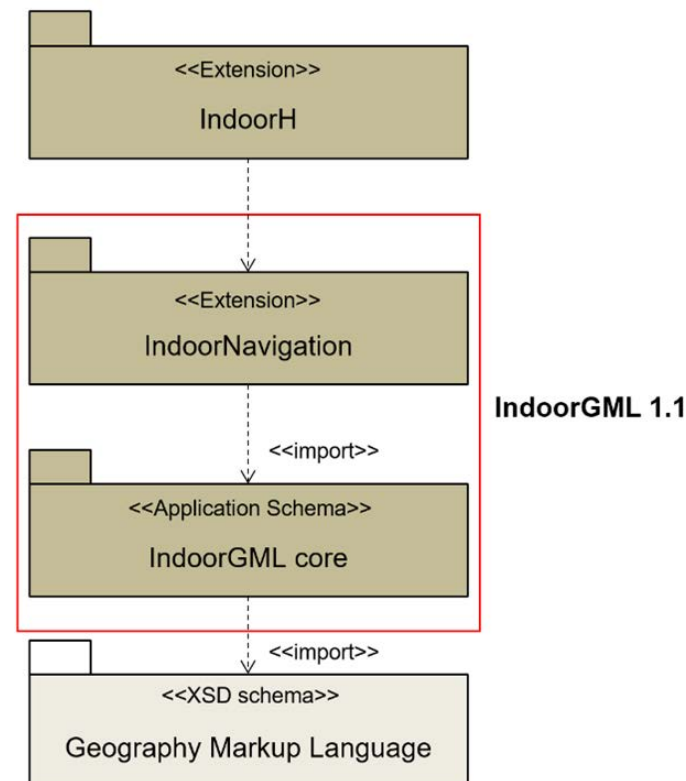 <<Extension>>
IndoorH
<<Extension>>
IndoorNavigation
IndoorGML 1.1
<<import>>
<<Application Schema>>
IndoorGML core
<<import>>
<<XSD schema>>
Geography Markup Language